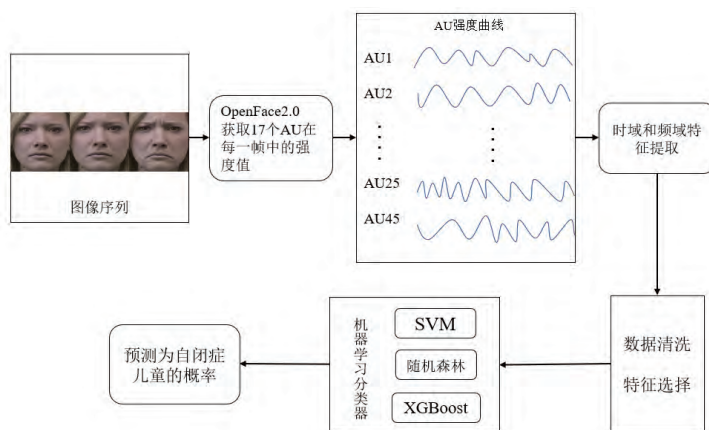 图像序列
OpenFace2.0
获取17个AU在
每一帧中的强
度值
AU强度曲线
AU1
AU2
AU25
AU45
时域和频域特
征提取
数据清洗
特征选择
机器学习分类器
SVM
随机森林
XGBoost
预测为自闭症
儿童的概率